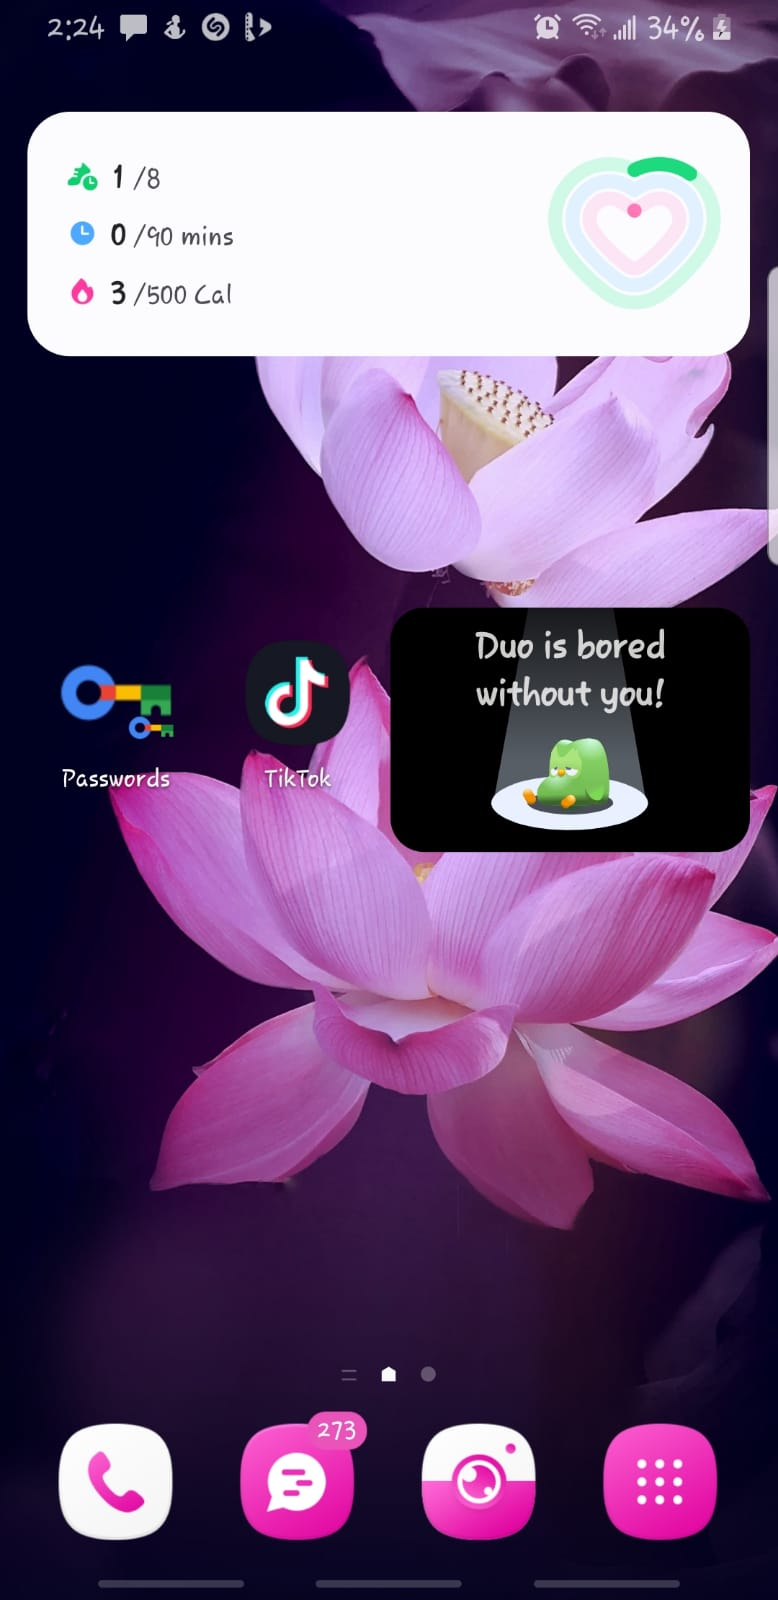 2:24 34%
1 /8
0 /90 mins
3 /500 Cal
Duo is bored
without you!
Passwords
TikTok
273